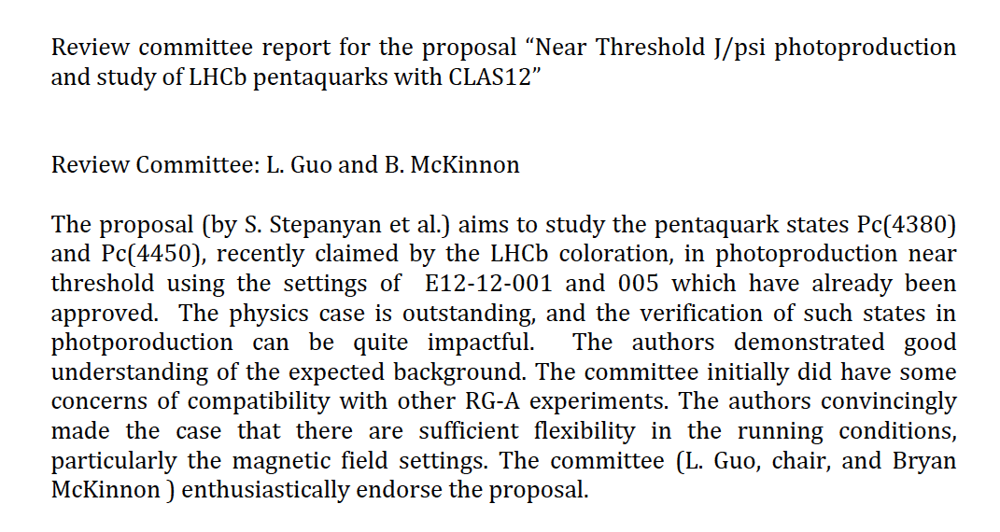 Review committee report for the proposal “Near Threshold J/psi photoproduction
and study of LHCb pentaquarks with CLAS12”
Review Committee: L. Guo and B. McKinnon
The proposal (by S. Stepanyan et al.) aims to study the pentaquark states Pc(4380)
and Pc(4450), recently claimed by the LHCb coloration, in photoproduction near
threshold using the settings of E12-12-001 and 005 which have already been
approved. The physics case is outstanding, and the verification of such states in
photporoduction can be quite impactful. The authors demonstrated good
understanding of the expected background. The committee initially did have some
concerns of compatibility with other RG-A experiments. The authors convincingly
made the case that there are sufficient flexibility in the running conditions,
particularly the magnetic field settings. The committee (L. Guo, chair, and Bryan
McKinnon ) enthusiastically endorse the proposal.